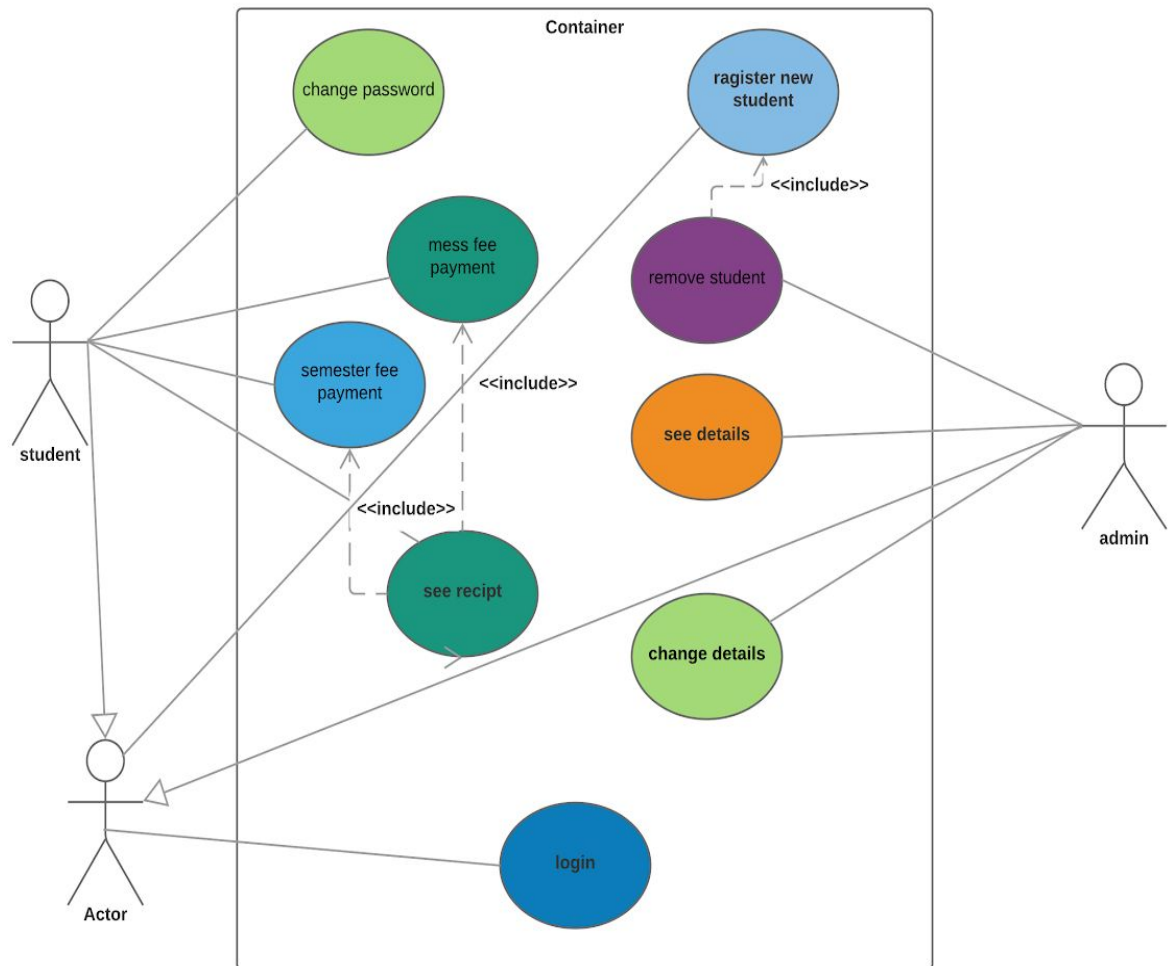 Container
change password
ragister new
student
<<include>>
mess fee
payment
remove student
semester fee
payment
<<include>>
see details
student
<<include>>
admin
see recipt
change details
login
Actor